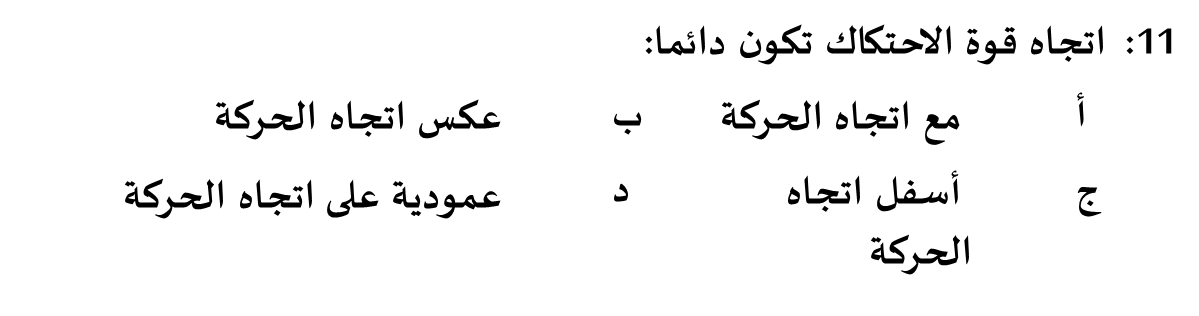 11: اتجاه قوة الاحتكاك تكون دائما:
أ مع اتجاه الحركة ب عكس اتجاه الحركة
ج أسفل اتجاه د عمودية على اتجاه الحركة
الحركة